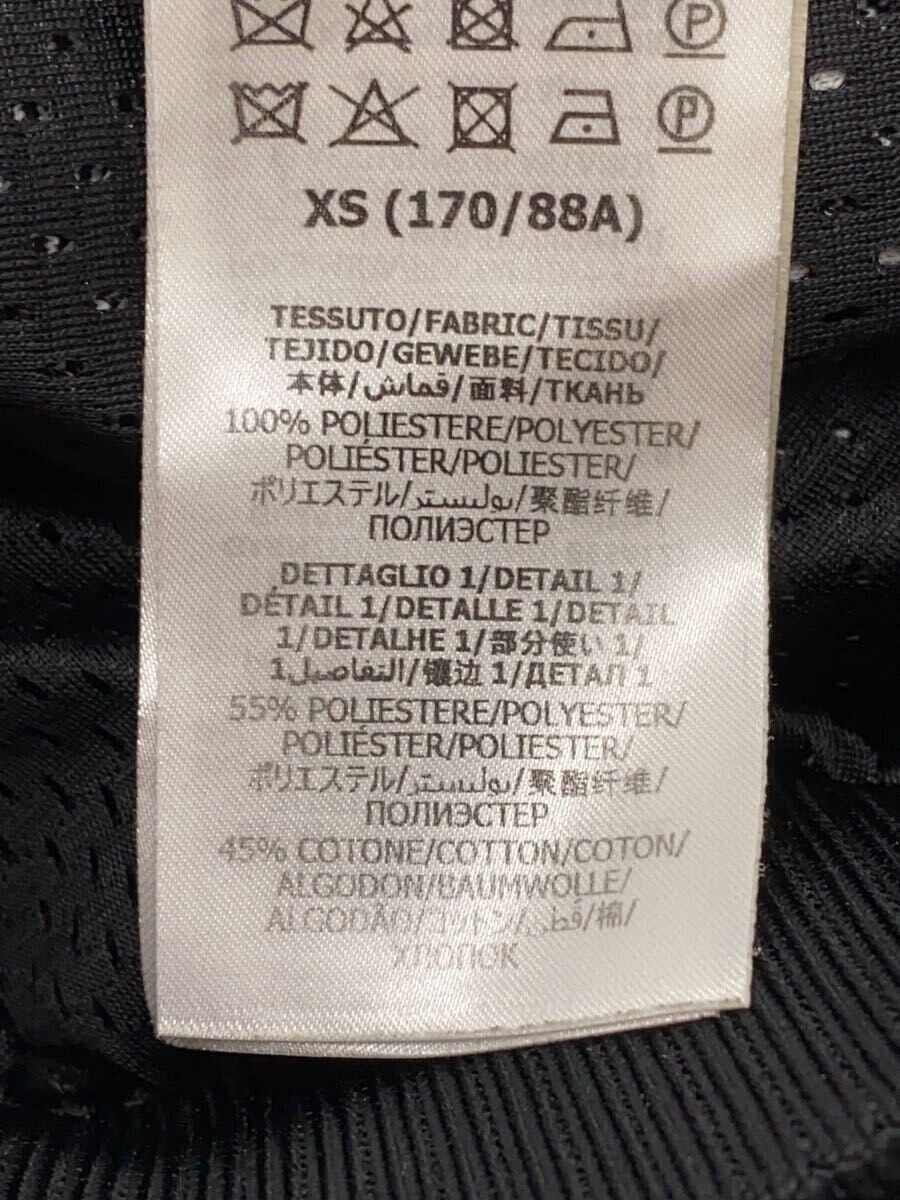 P
P
XS (170/88A)
TESSUTO/FABRIC/TISSU/
TEJIDO/GEWEBE/TECIDO/
本体/قماش/面料/ТКАНЬ
100% POLIESTERE/POLYESTER/
POLIÉSTER/POLIESTER/
ポリエステル/بوليستر/聚酯纤维/
ПОЛИЭСТЕР
DETTAGLIO 1/DETAIL 1/
DÉTAIL 1/DETALLE 1/DETAIL
1/DETALHE 1/部分使い 1/
التفاصيل1/镶边 1/ДЕТАЛ 1
55% POLIESTERE/POLYESTER/
POLIÉSTER/POLIESTER/
ポリエステル/بوليستر/聚酯纤维/
ПОЛИЭСТЕР
45% COTONE/COTTON/COTON/
ALGODON/BAUMWOLLE/
ALGODÃO/コットン/قطن/棉/
ХЛОПОК